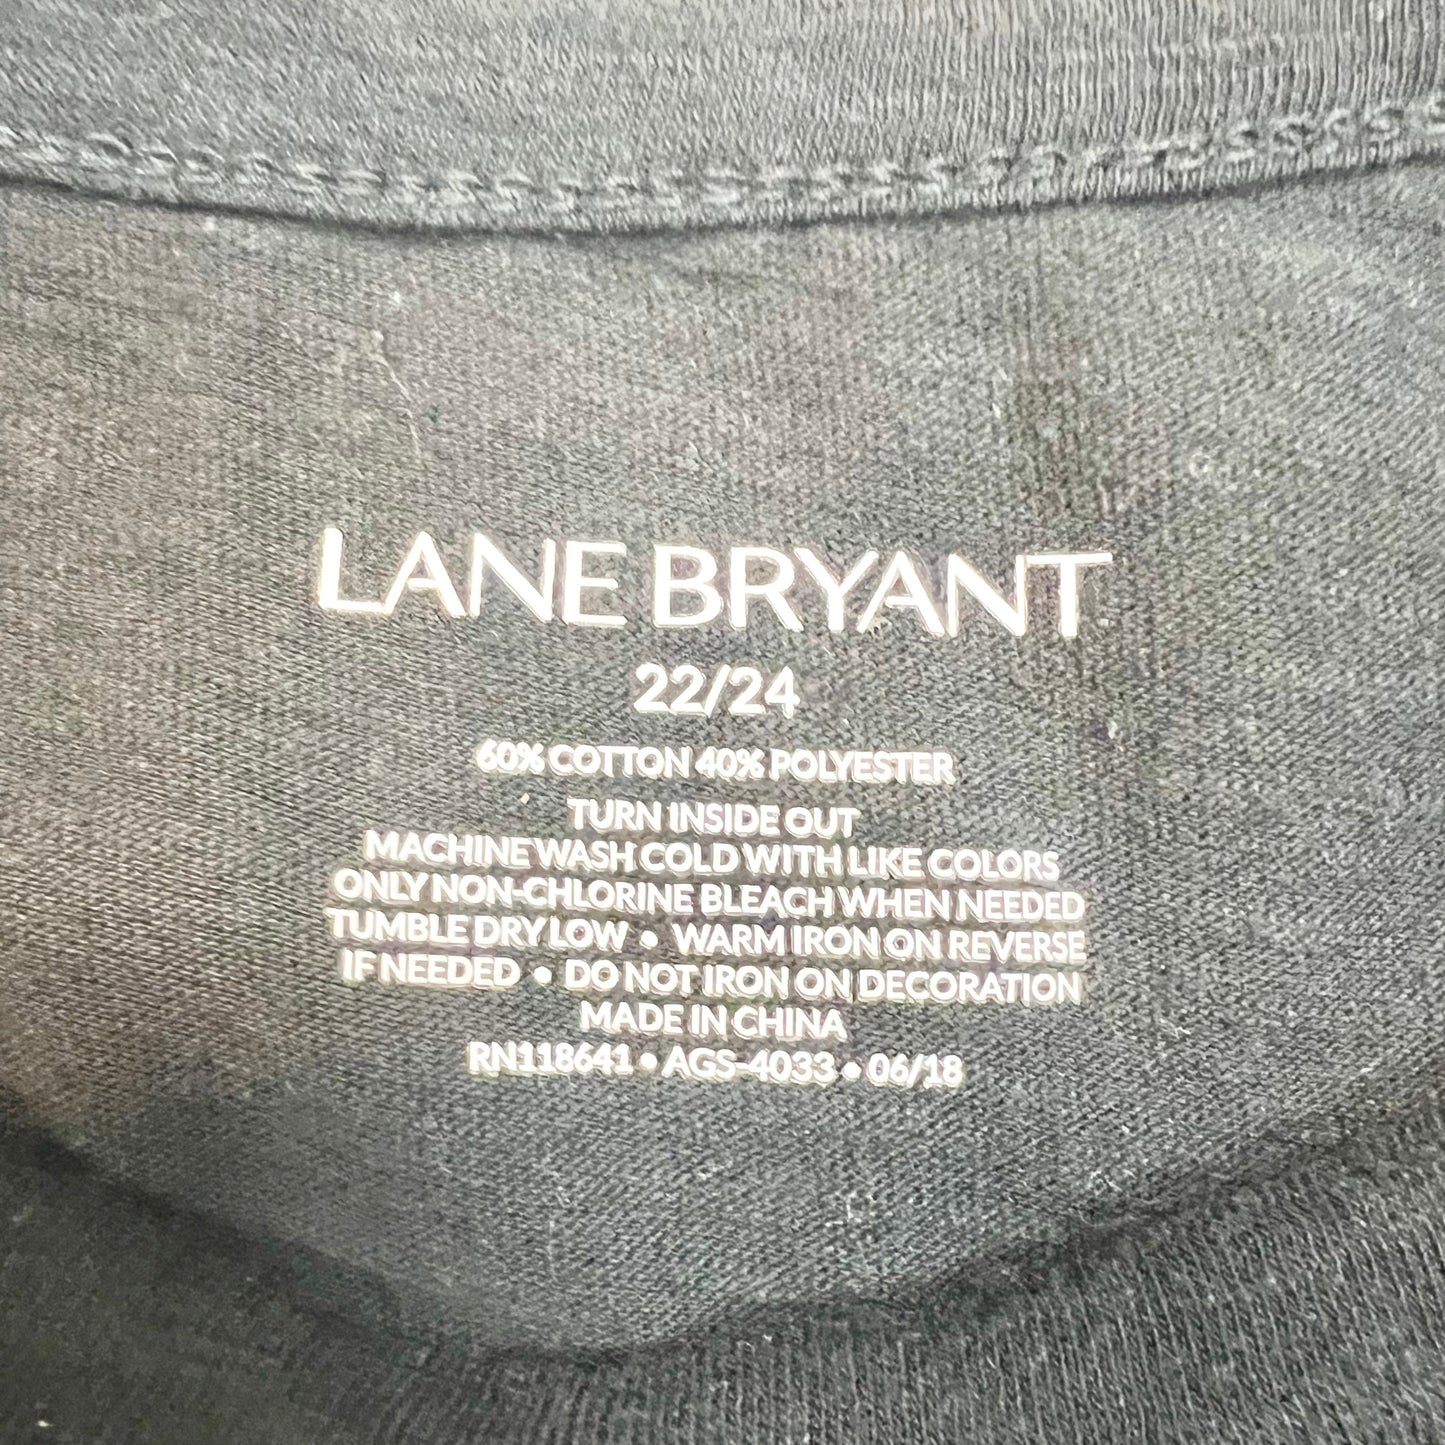 LANE BRYANT
22/24
60% COTTON 40% POLYESTER
TURN INSIDE OUT
MACHINE WASH COLD WITH LIKE COLORS
ONLY NON-CHLORINE BLEACH WHEN NEEDED
TUMBLE DRY LOW • WARM IRON ON REVERSE
IF NEEDED • DO NOT IRON ON DECORATION
MADE IN CHINA
RN118641 • AGS-4033 • 06/18